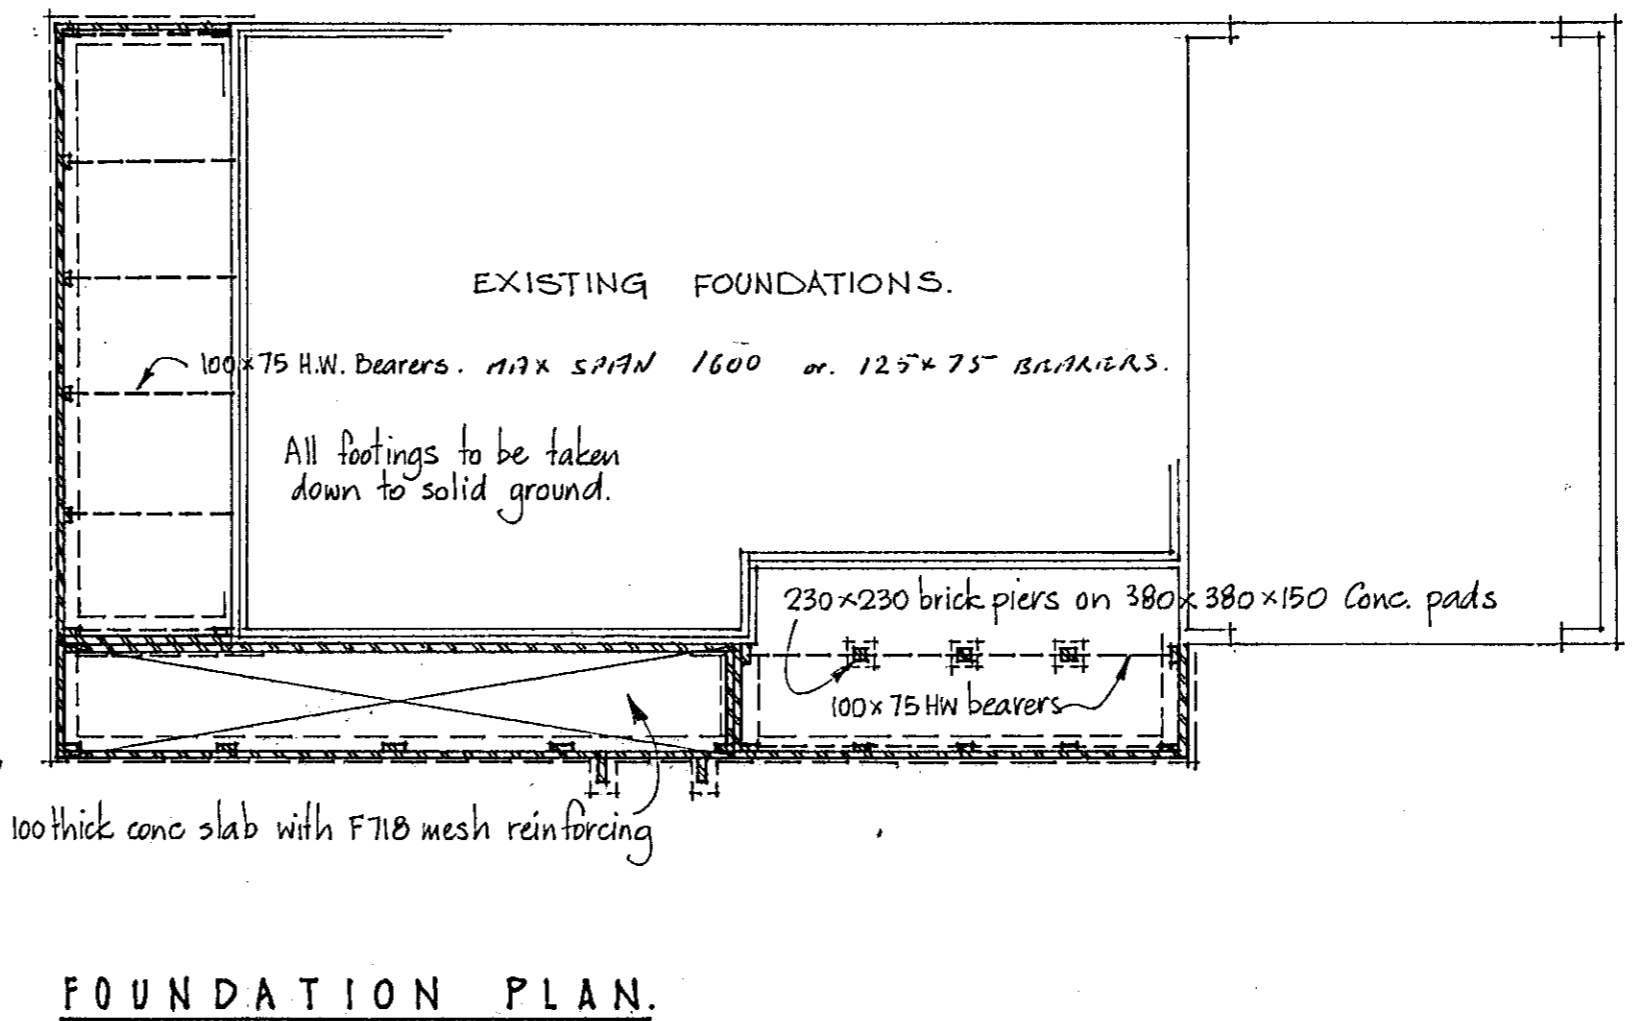 EXISTING FOUNDATIONS.
100×75 H.W. Bearers. MAX SPAN 1600 or. 125×75 BEARERS.
All footings to be taken
down to solid ground.
230×230 brick piers on 380×380×150 Conc. pads
100×75 HW bearers
100 thick conc slab with F718 mesh reinforcing
FOUNDATION PLAN.